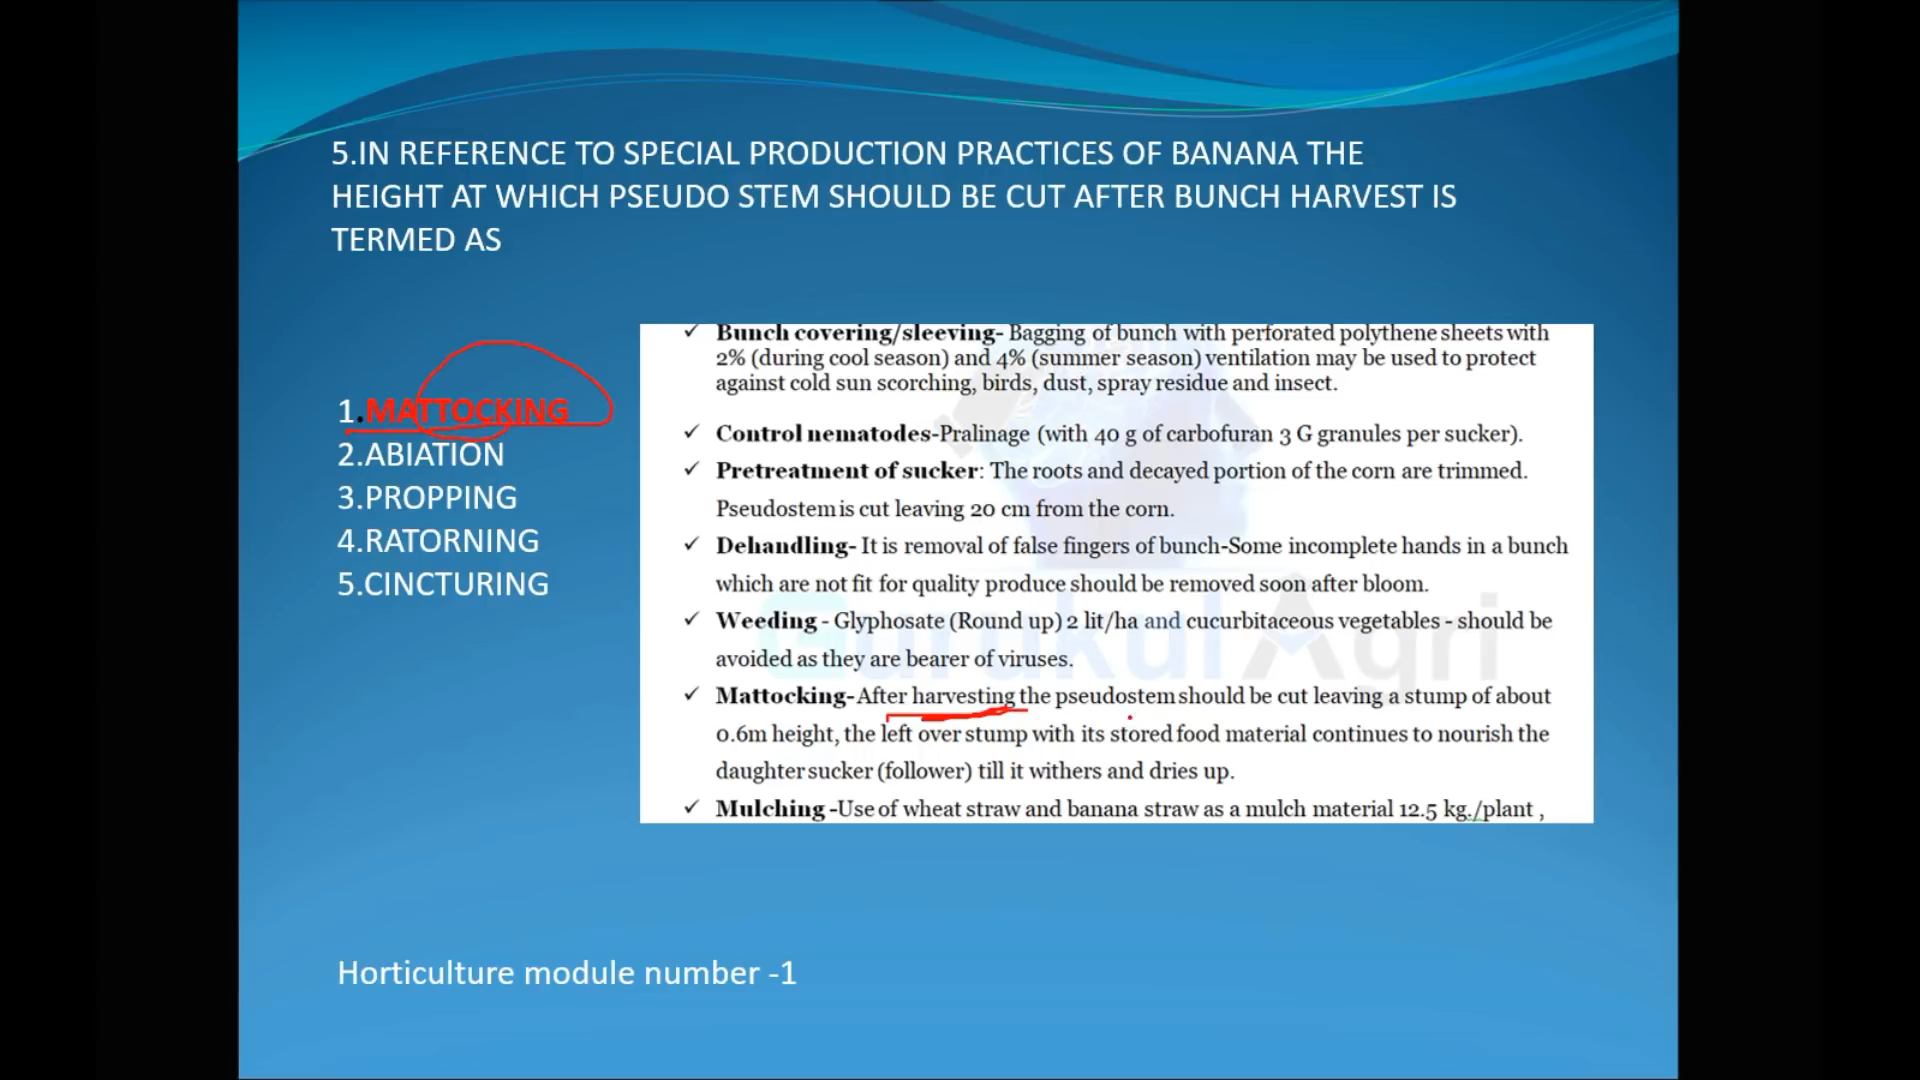 5.IN REFERENCE TO SPECIAL PRODUCTION PRACTICES OF BANANA THE
HEIGHT AT WHICH PSEUDO STEM SHOULD BE CUT AFTER BUNCH HARVEST IS
TERMED AS
1.MATTOCKING
2.ABIATION
3.PROPPING
4.RATORNING
5.CINCTURING
✓ Bunch covering/sleeving- Bagging of bunch with perforated polythene sheets with
2% (during cool season) and 4% (summer season) ventilation may be used to protect
against cold sun scorching, birds, dust, spray residue and insect.
✓ Control nematodes-Pralinage (with 40 g of carbofuran 3 G granules per sucker).
✓ Pretreatment of sucker: The roots and decayed portion of the corn are trimmed.
Pseudostem is cut leaving 20 cm from the corn.
✓ Dehandling- It is removal of false fingers of bunch-Some incomplete hands in a bunch
which are not fit for quality produce should be removed soon after bloom.
✓ Weeding - Glyphosate (Round up) 2 lit/ha and cucurbitaceous vegetables - should be
avoided as they are bearer of viruses.
✓ Mattocking-After harvesting the pseudostem should be cut leaving a stump of about
0.6m height, the left over stump with its stored food material continues to nourish the
daughter sucker (follower) till it withers and dries up.
✓ Mulching -Use of wheat straw and banana straw as a mulch material 12.5 kg./plant ,
Gurukul Agri
Horticulture module number -1